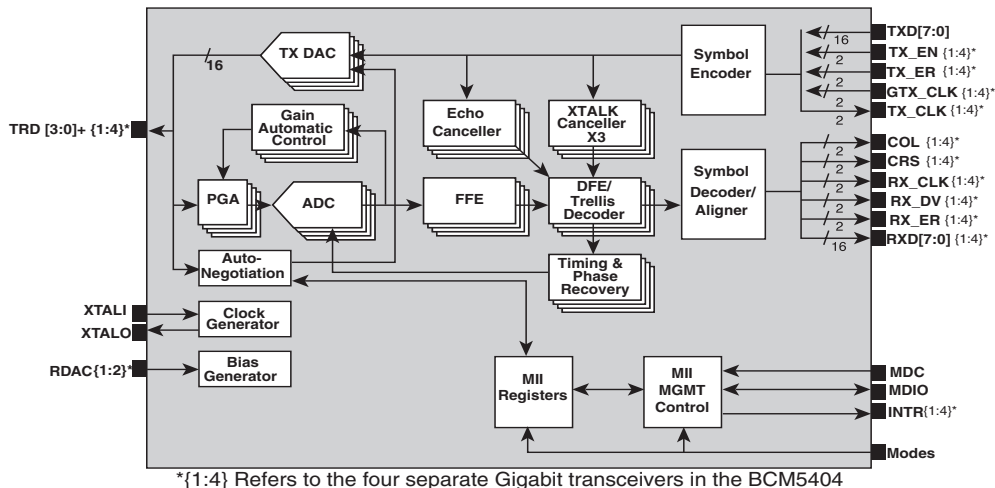 TRD [3:0]+ {1:4}*
XTALI
XTALO
RDAC{1:2}*
16
TX DAC
Gain
Automatic
Control
PGA
ADC
Auto-
Negotiation
Clock
Generator
Bias
Generator
Echo
Canceller
XTALK
Canceller
X3
FFE
DFE/
Trellis
Decoder
Timing &
Phase
Recovery
Symbol
Encoder
Symbol
Decoder/
Aligner
MII
Registers
MII
MGMT
Control
16
TXD[7:0]
2
TX_EN {1:4}*
2
TX_ER {1:4}*
2
GTX_CLK {1:4}*
2
TX_CLK {1:4}*
2
COL {1:4}*
2
CRS {1:4}*
2
RX_CLK {1:4}*
2
RX_DV {1:4}*
2
RX_ER {1:4}*
16
RXD[7:0] {1:4}*
MDC
MDIO
INTR{1:4}*
Modes
*{1:4} Refers to the four separate Gigabit transceivers in the BCM5404